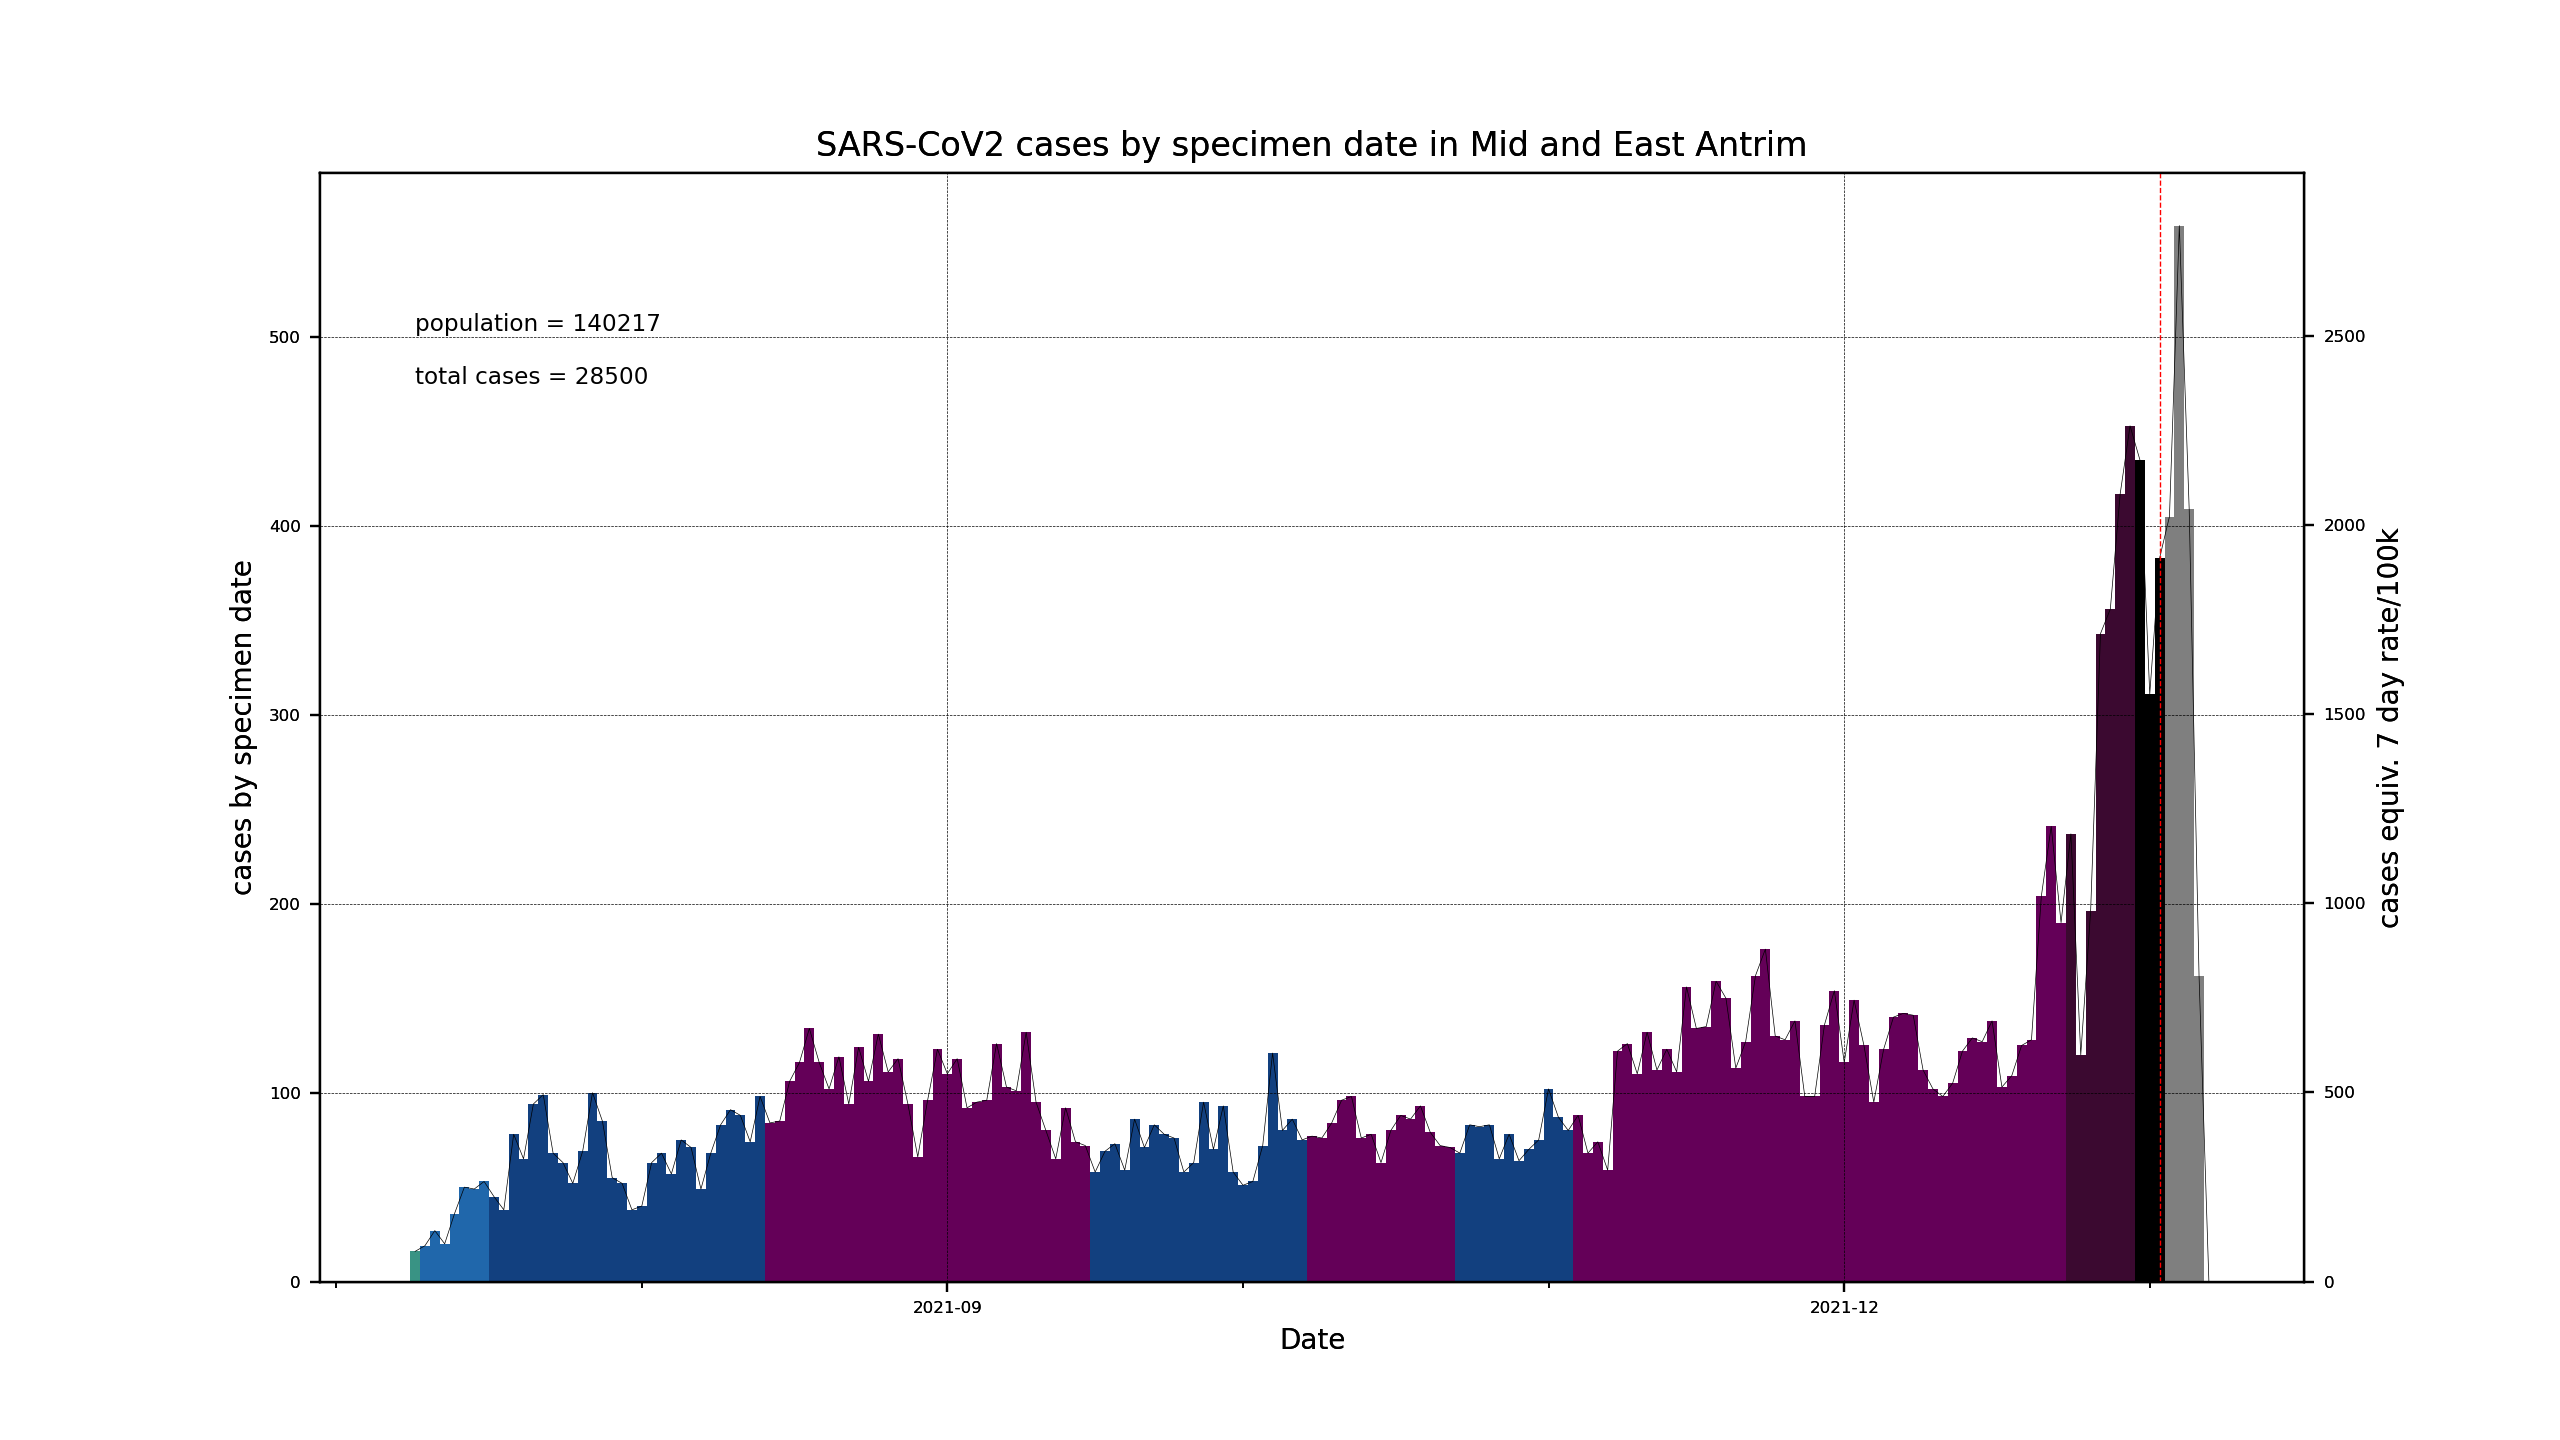 SARS-CoV2 cases by specimen date in Mid and East Antrim
population = 140217
total cases = 28500
cases by specimen date
500
400
300
200
100
0
2500
2000
1500
1000
500
0
cases equiv. 7 day rate/100k
2021-09
2021-12
Date